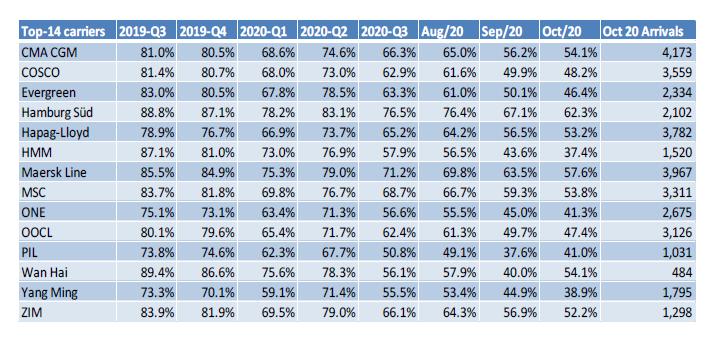 Top-14 carriers 2019-Q3 2019-Q4 2020-Q1 2020-Q2 2020-Q3 Aug/20 Sep/20 Oct/20 Oct 20 Arrivals
CMA CGM 81.0% 80.5% 68.6% 74.6% 66.3% 65.0% 56.2% 54.1% 4,173
COSCO 81.4% 80.7% 68.0% 73.0% 62.9% 61.6% 49.9% 48.2% 3,559
Evergreen 83.0% 80.5% 67.8% 78.5% 63.3% 61.0% 50.1% 46.4% 2,334
Hamburg Süd 88.8% 87.1% 78.2% 83.1% 76.5% 76.4% 67.1% 62.3% 2,102
Hapag-Lloyd 78.9% 76.7% 66.9% 73.7% 65.2% 64.2% 56.5% 53.2% 3,782
HMM 87.1% 81.0% 73.0% 76.9% 57.9% 56.5% 43.6% 37.4% 1,520
Maersk Line 85.5% 84.9% 75.3% 79.0% 71.2% 69.8% 63.5% 57.6% 3,967
MSC 83.7% 81.8% 69.8% 76.7% 68.7% 66.7% 59.3% 53.8% 3,311
ONE 75.1% 73.1% 63.4% 71.3% 56.6% 55.5% 45.0% 41.3% 2,675
OOCL 80.1% 79.6% 65.4% 71.7% 62.4% 61.3% 49.7% 47.4% 3,126
PIL 73.8% 74.6% 62.3% 67.7% 50.8% 49.1% 37.6% 41.0% 1,031
Wan Hai 89.4% 86.6% 75.6% 78.3% 56.1% 57.9% 40.0% 54.1% 484
Yang Ming 73.3% 70.1% 59.1% 71.4% 55.5% 53.4% 44.9% 38.9% 1,795
ZIM 83.9% 81.9% 69.5% 79.0% 66.1% 64.3% 56.9% 52.2% 1,298